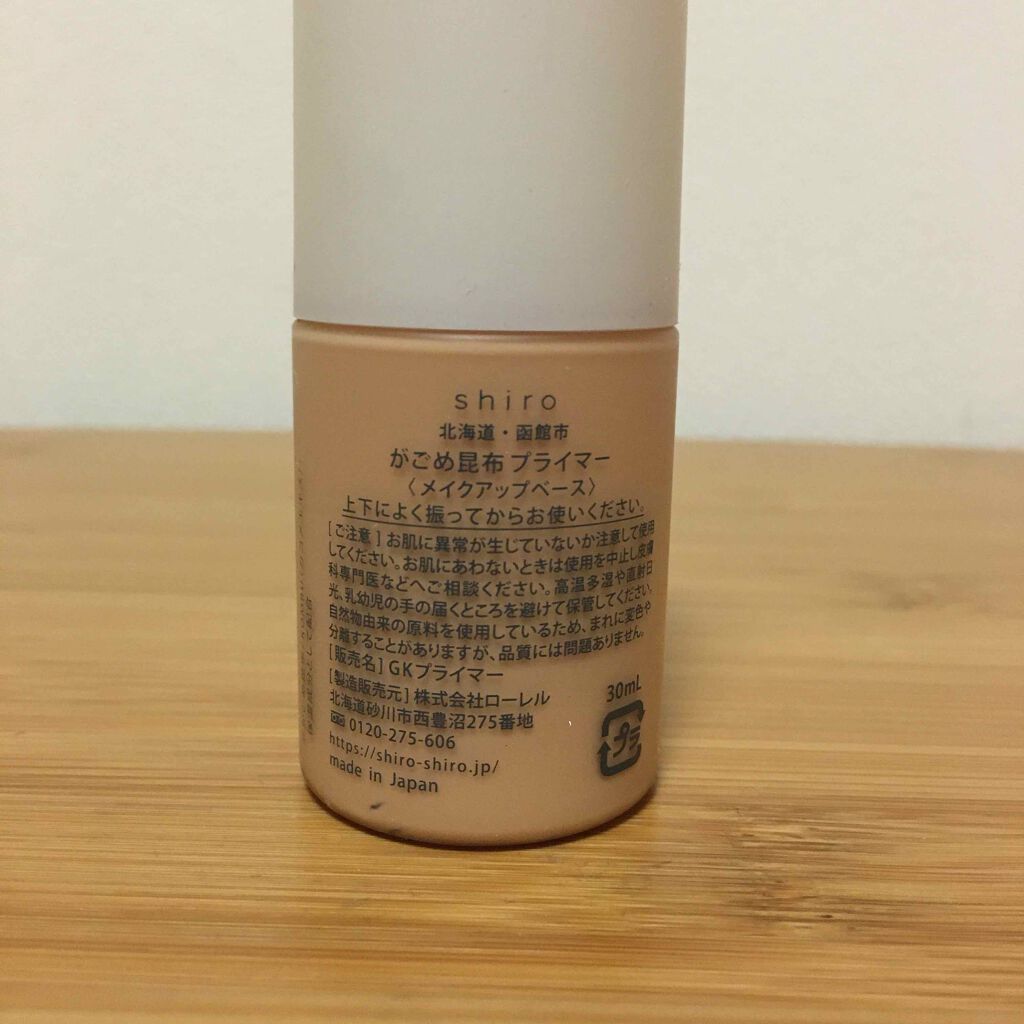 shiro
北海道・函館市
がごめ昆布 プライマー
〈メイクアップベース〉
上下によく振ってからお使いください。
[ご注意] お肌に異常が生じていないか注意して使用
してください。お肌にあわないときは使用を中止し皮膚
科専門医などへご相談ください。高温多湿や直射日
光、乳幼児の手の届くところを避けて保管してください。
自然物由来の原料を使用しているため、まれに変色や
分離することがありますが、品質には問題ありません。
[販売名] GKプライマー
[製造販売元] 株式会社ローレル
北海道砂川市西豊沼275番地
0120-275-606
https://shiro-shiro.jp/
made in Japan
30mL
プラ